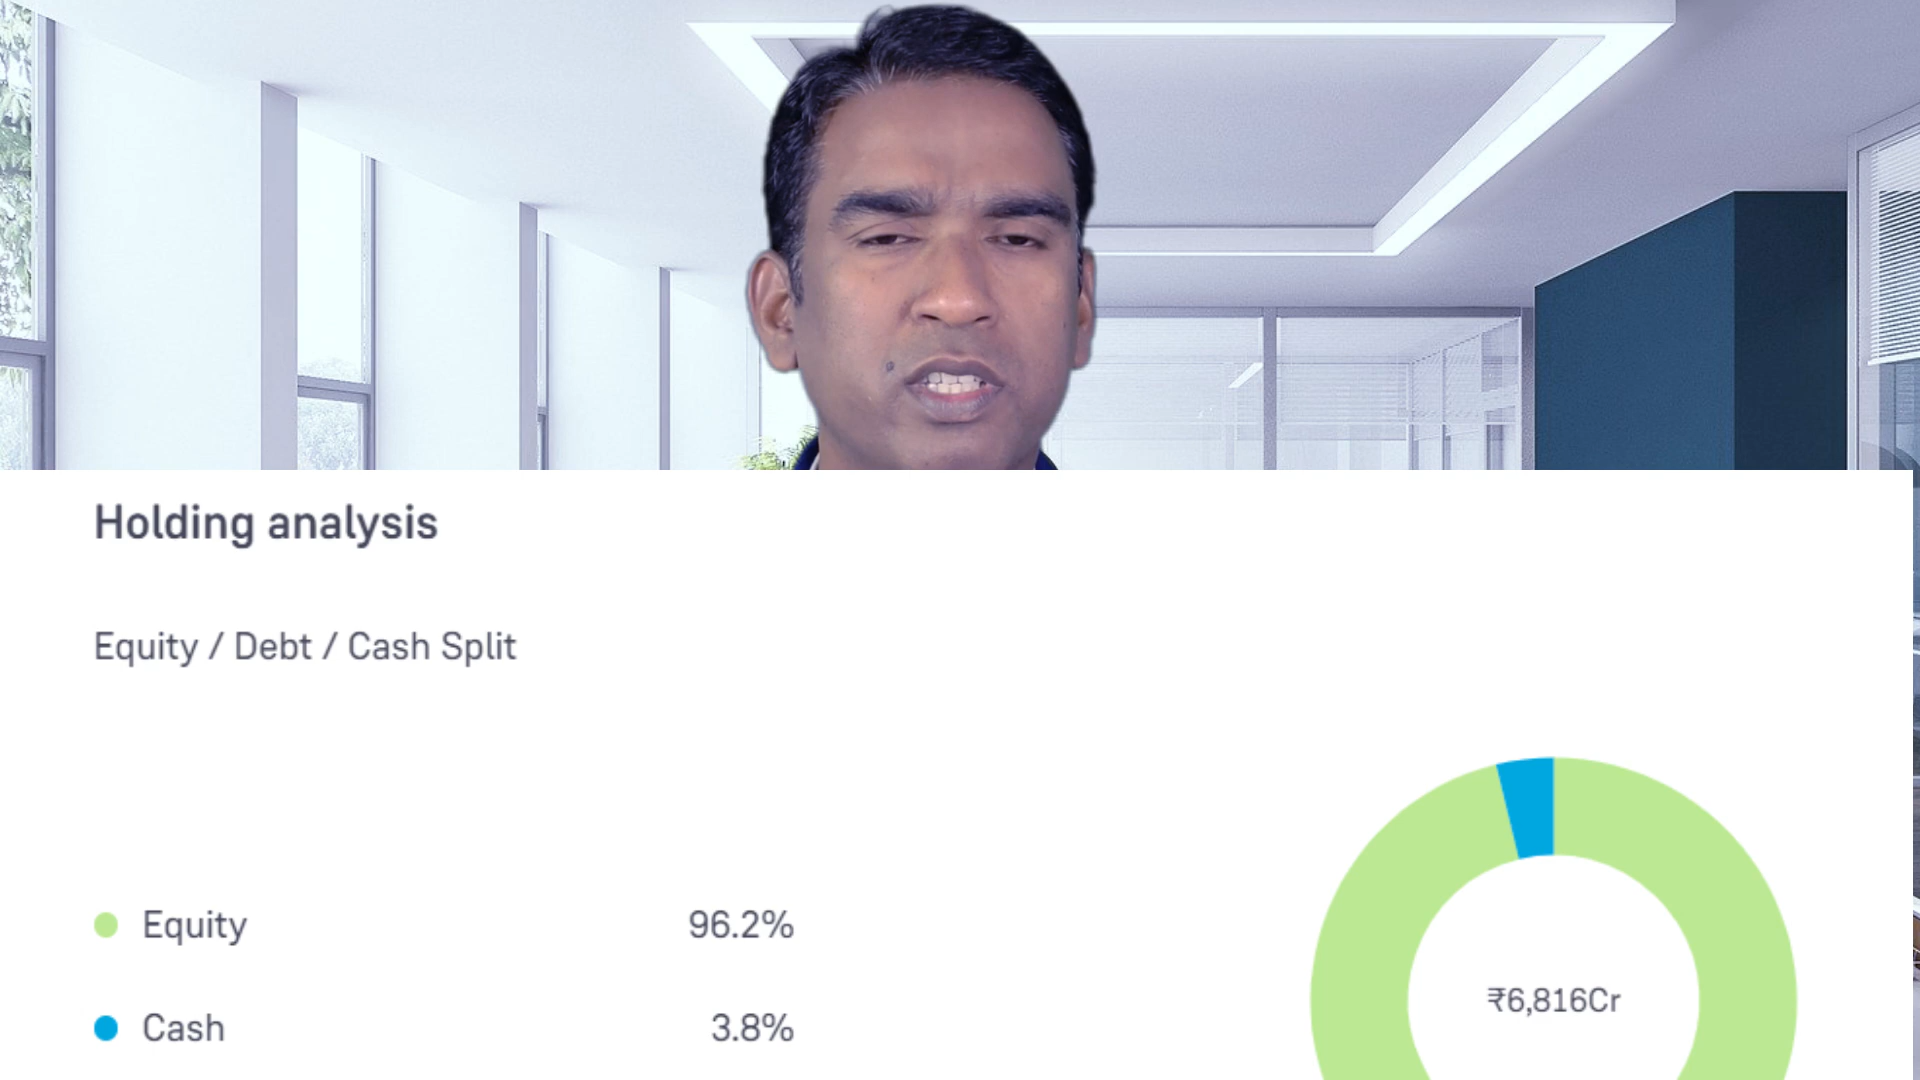 Holding analysis
Equity / Debt / Cash Split
Equity 96.2%
Cash 3.8%
₹6,816Cr